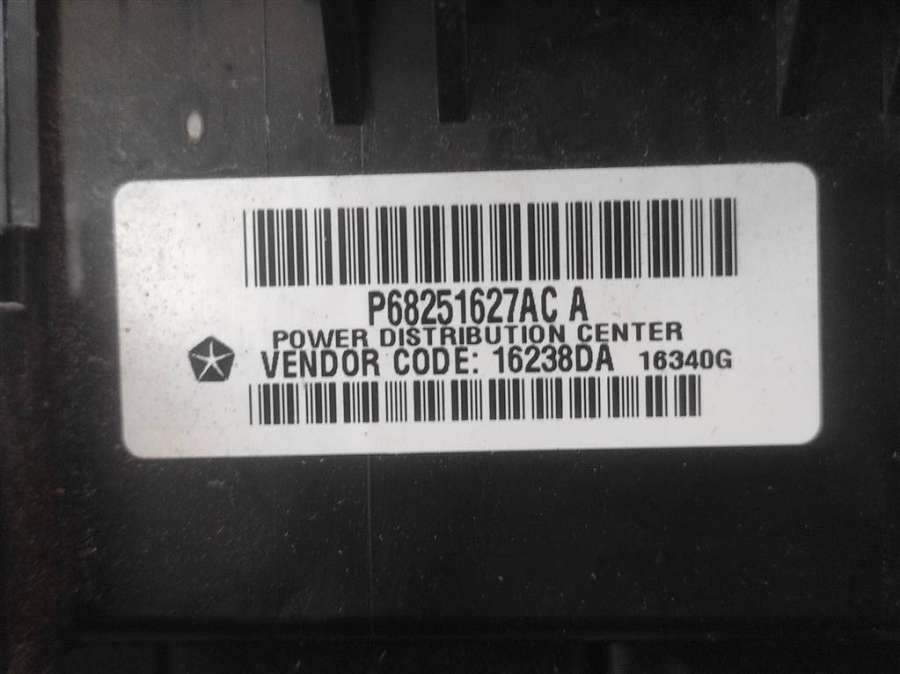 P68251627AC A
POWER DISTRIBUTION CENTER
VENDOR CODE: 16238DA 16340G